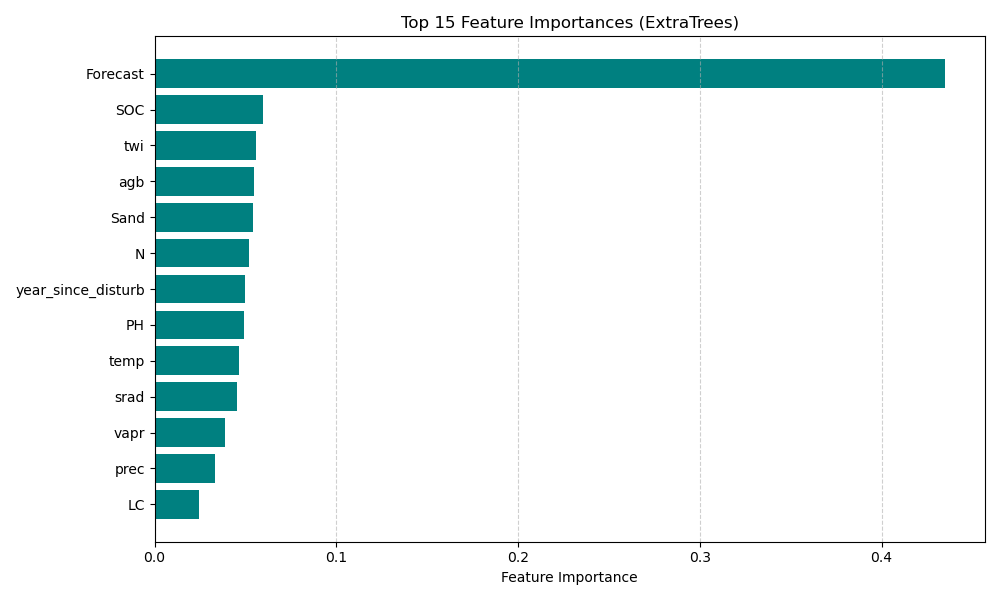 Top 15 Feature Importances (ExtraTrees)
Forecast
SOC
twi
agb
Sand
N
year_since_disturb
PH
temp
srad
vapr
prec
LC
0.0 0.1 0.2 0.3 0.4
Feature Importance